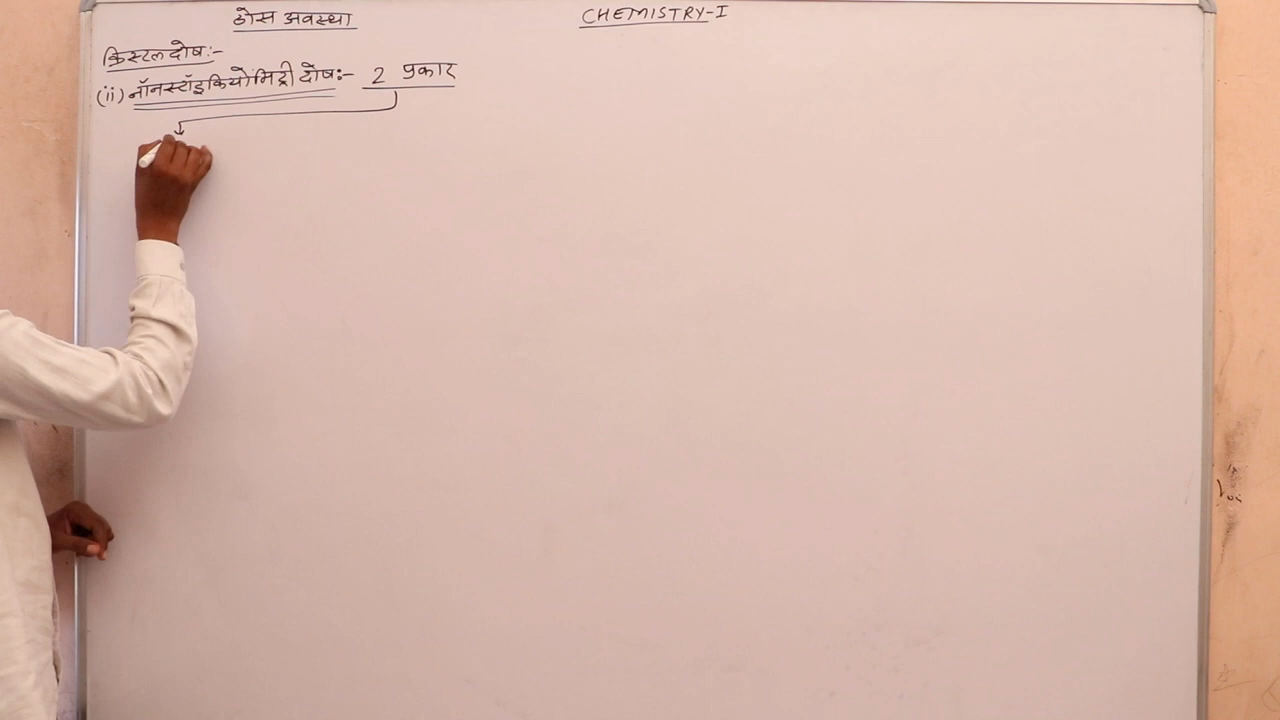 ठोस अवस्था CHEMISTRY-I
क्रिस्टल दोष:-
(ii) नॉनस्टॉइकियोमिट्री दोष:- 2 प्रकार